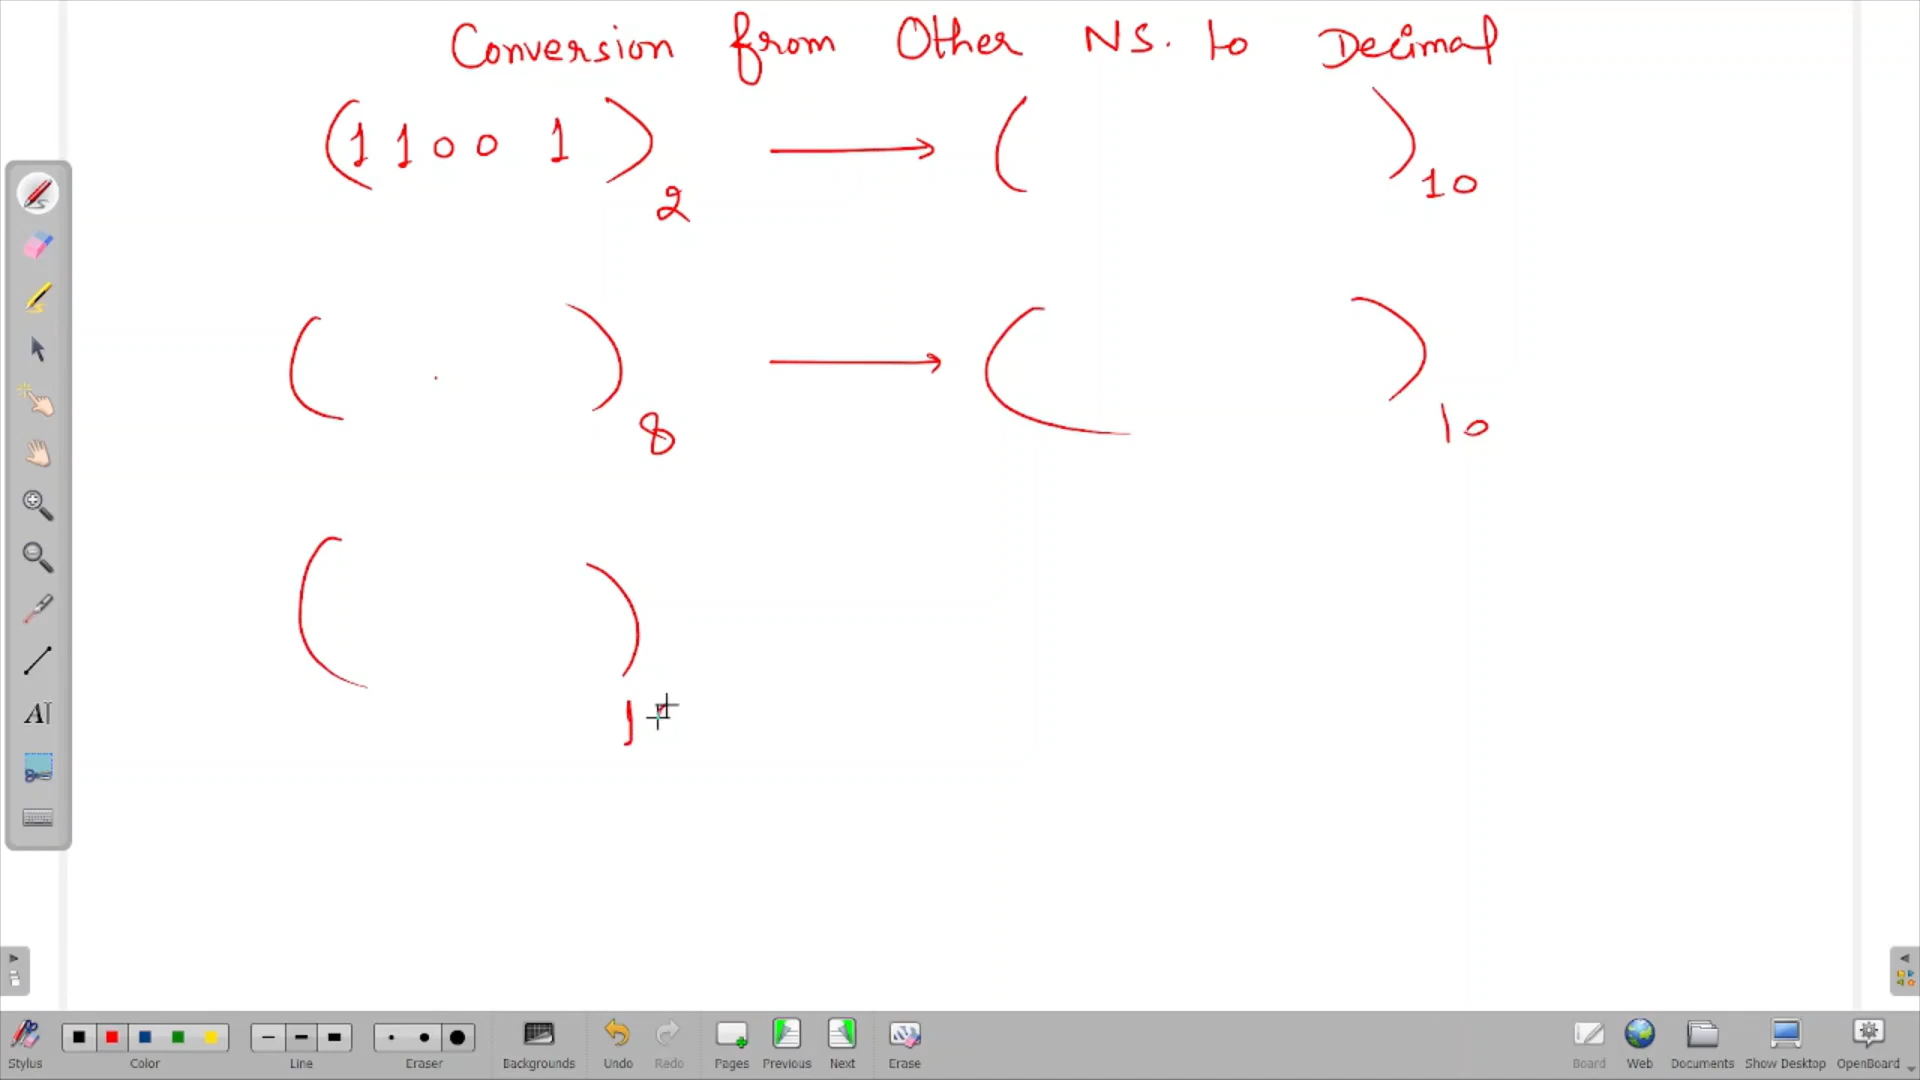 Conversion from Other NS. to Decimal
(1 1 0 0 1)2 → ( )10
( . )8 → ( )10
( )1
Stylus Color Line Eraser Backgrounds Undo Redo Pages Previous Next Erase Board Web Documents Show Desktop OpenBoard